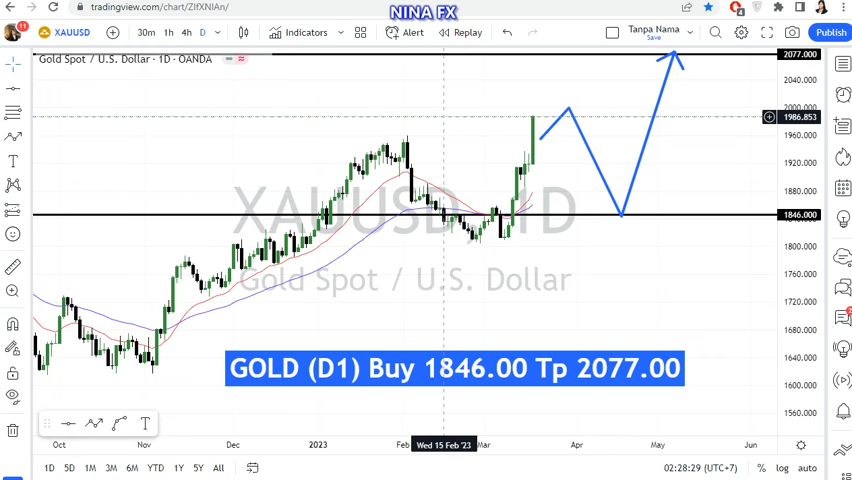 tradingview.com/chart/ZIfXNIAn/
NINA FX
11
XAUUSD
30m 1h 4h D
Indicators
Alert
Replay
Tanpa Nama
Save
Publish
Gold Spot / U.S. Dollar · 1D · OANDA
2077.000
2040.000
2000.000
1986.853
1960.000
1920.000
1880.000
1846.000
1800.000
1760.000
1720.000
1680.000
1640.000
1600.000
1560.000
XAUUSD, 1D
Gold Spot / U.S. Dollar
GOLD (D1) Buy 1846.00 Tp 2077.00
Oct Nov Dec 2023 Feb Wed 15 Feb '23 Mar Apr May Jun
1D 5D 1M 3M 6M YTD 1Y 5Y All
02:28:29 (UTC+7)
% log auto